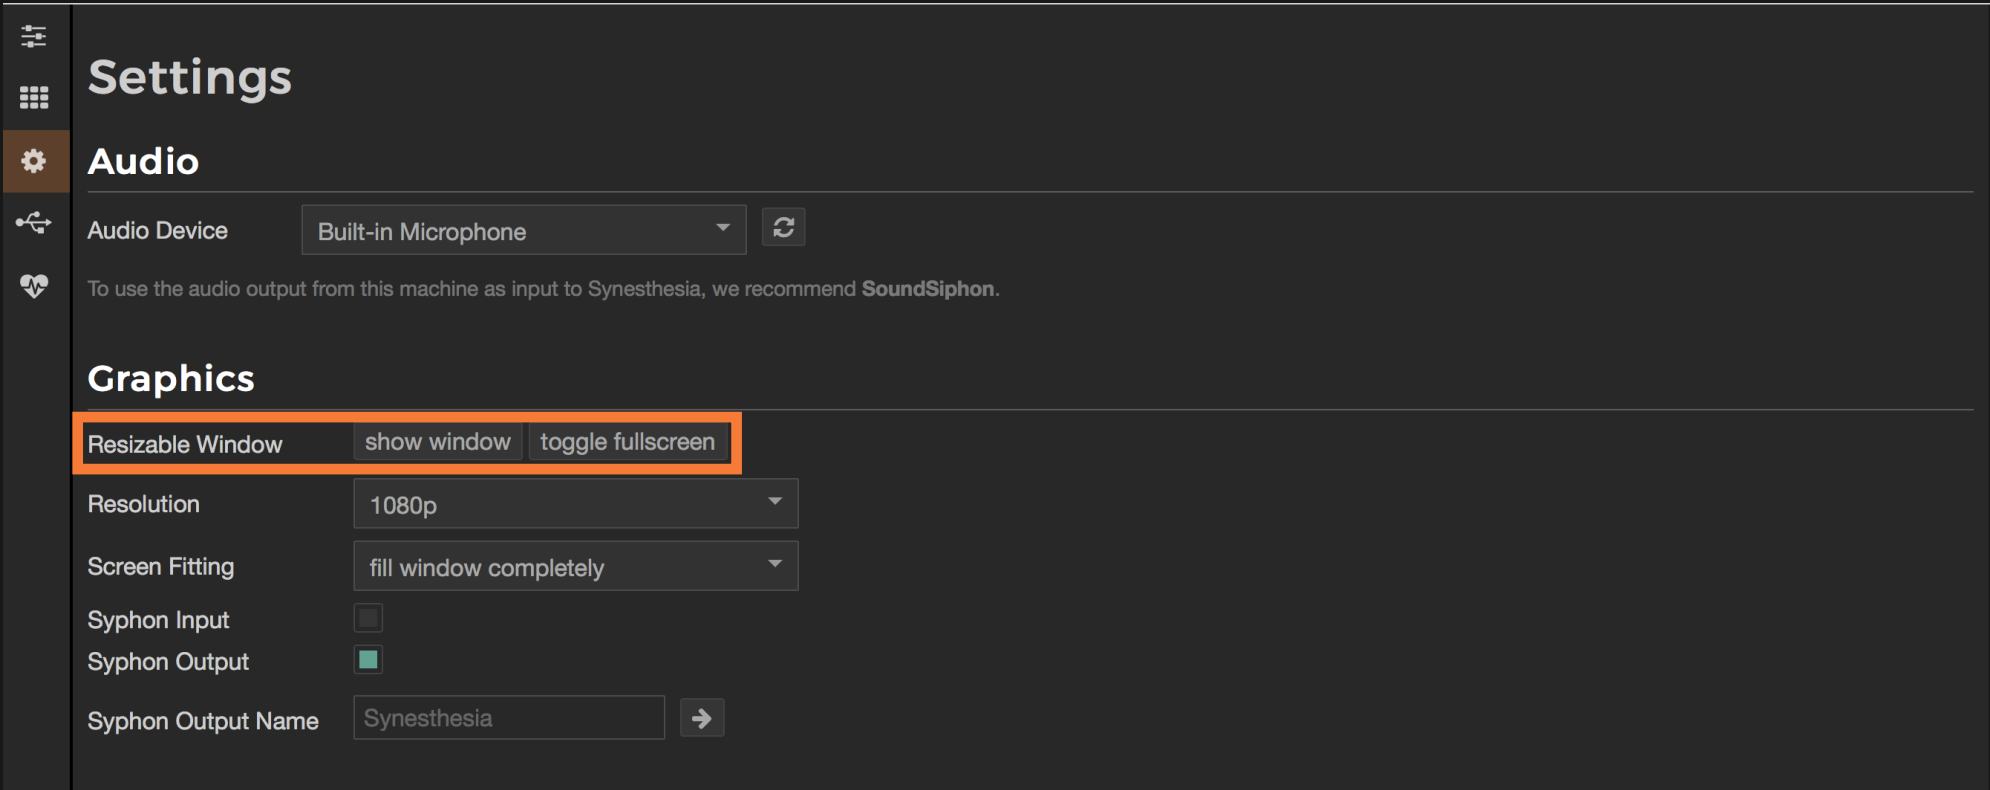 Settings
Audio
Audio Device Built-in Microphone
To use the audio output from this machine as input to Synesthesia, we recommend SoundSiphon.
Graphics
Resizable Window show window toggle fullscreen
Resolution 1080p
Screen Fitting fill window completely
Syphon Input
Syphon Output
Syphon Output Name Synesthesia